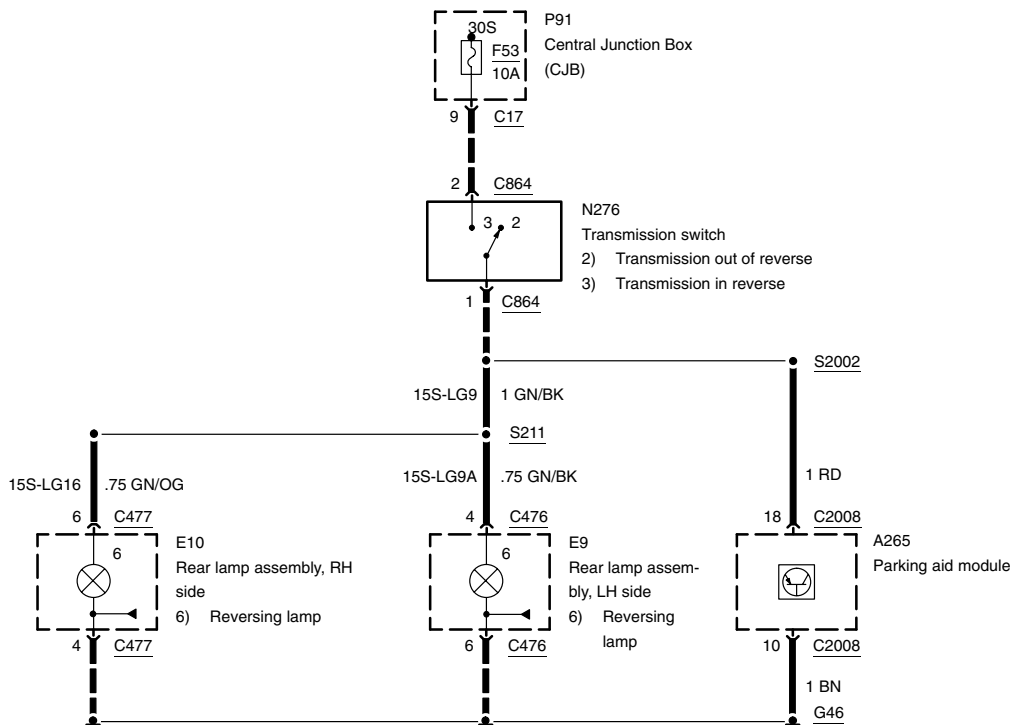 30S
F53
10A
P91
Central Junction Box
(CJB)
9 C17
2 C864
3 2
N276
Transmission switch
2) Transmission out of reverse
3) Transmission in reverse
1 C864
S2002
15S-LG9 1 GN/BK
S211
15S-LG16 .75 GN/OG
15S-LG9A .75 GN/BK
1 RD
6 C477
4 C476
18 C2008
6
E10
Rear lamp assembly, RH
side
6) Reversing lamp
6
E9
Rear lamp assem-
bly, LH side
6) Reversing
lamp
A265
Parking aid module
4 C477
6 C476
10 C2008
1 BN
G46